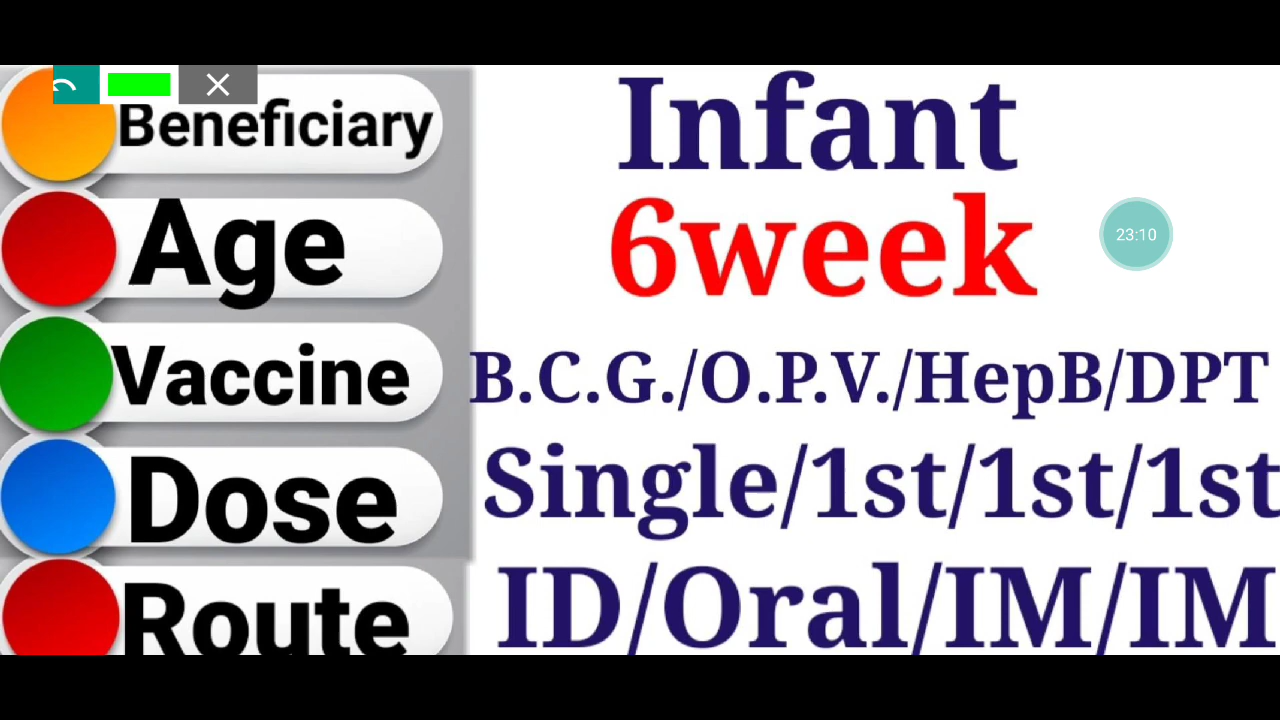 Beneficiary
Infant
Age
6week
23:10
Vaccine
B.C.G./O.P.V./HepB/DPT
Dose
Single/1st/1st/1st
Route
ID/Oral/IM/IM